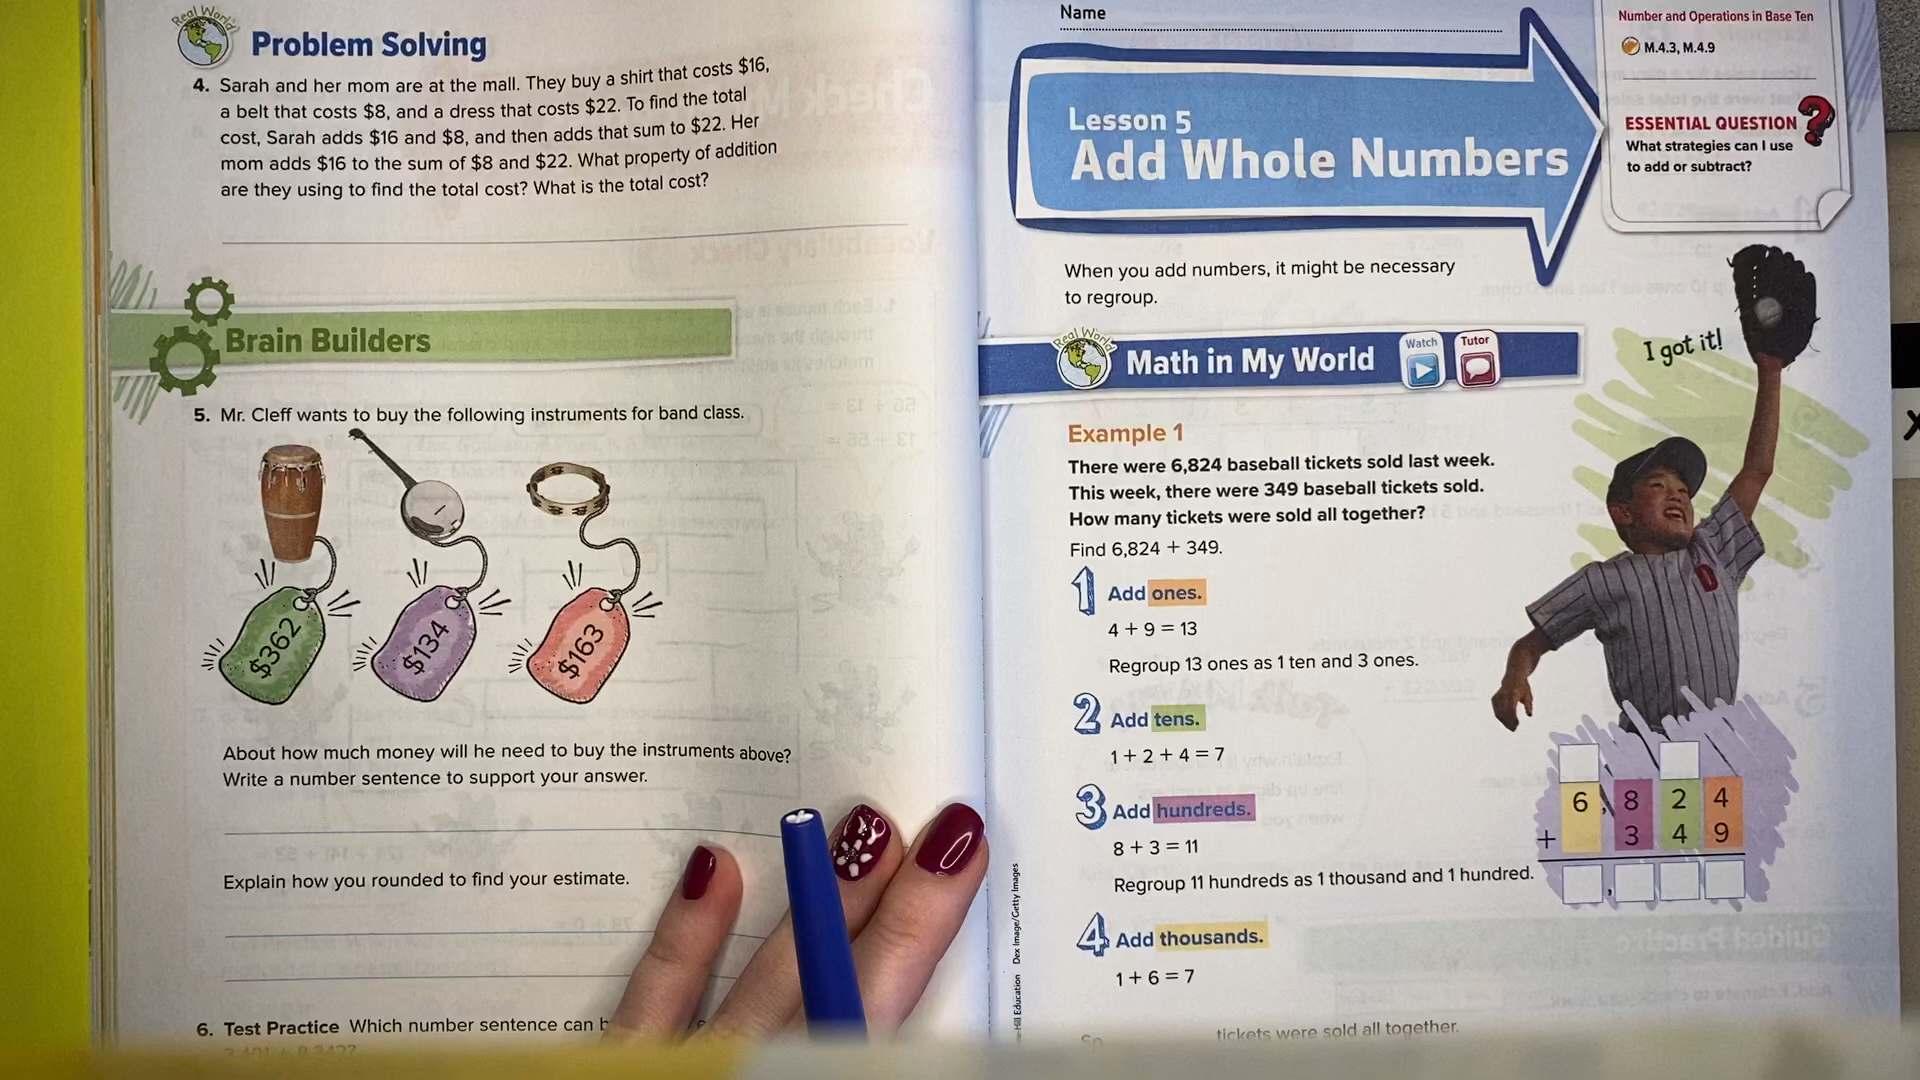 Real World
Problem Solving
4. Sarah and her mom are at the mall. They buy a shirt that costs $16,
a belt that costs $8, and a dress that costs $22. To find the total
cost, Sarah adds $16 and $8, and then adds that sum to $22. Her
mom adds $16 to the sum of $8 and $22. What property of addition
are they using to find the total cost? What is the total cost?
Brain Builders
5. Mr. Cleff wants to buy the following instruments for band class.
$362
$134
$163
About how much money will he need to buy the instruments above?
Write a number sentence to support your answer.
Explain how you rounded to find your estimate.
6. Test Practice Which number sentence can
Name
Number and Operations in Base Ten
M.4.3, M.4.9
ESSENTIAL QUESTION
?
What strategies can I use
to add or subtract?
Lesson 5
Add Whole Numbers
When you add numbers, it might be necessary
to regroup.
Real World
Math in My World
Watch
Tutor
I got it!
Example 1
There were 6,824 baseball tickets sold last week.
This week, there were 349 baseball tickets sold.
How many tickets were sold all together?
Find 6,824 + 349.
1 Add ones.
4 + 9 = 13
Regroup 13 ones as 1 ten and 3 ones.
2 Add tens.
1 + 2 + 4 = 7
3 Add hundreds.
8 + 3 = 11
Regroup 11 hundreds as 1 thousand and 1 hundred.
4 Add thousands.
1 + 6 = 7
6,824
+ 349
,
tickets were sold all together.
Hill Education Dex Image/Getty Images